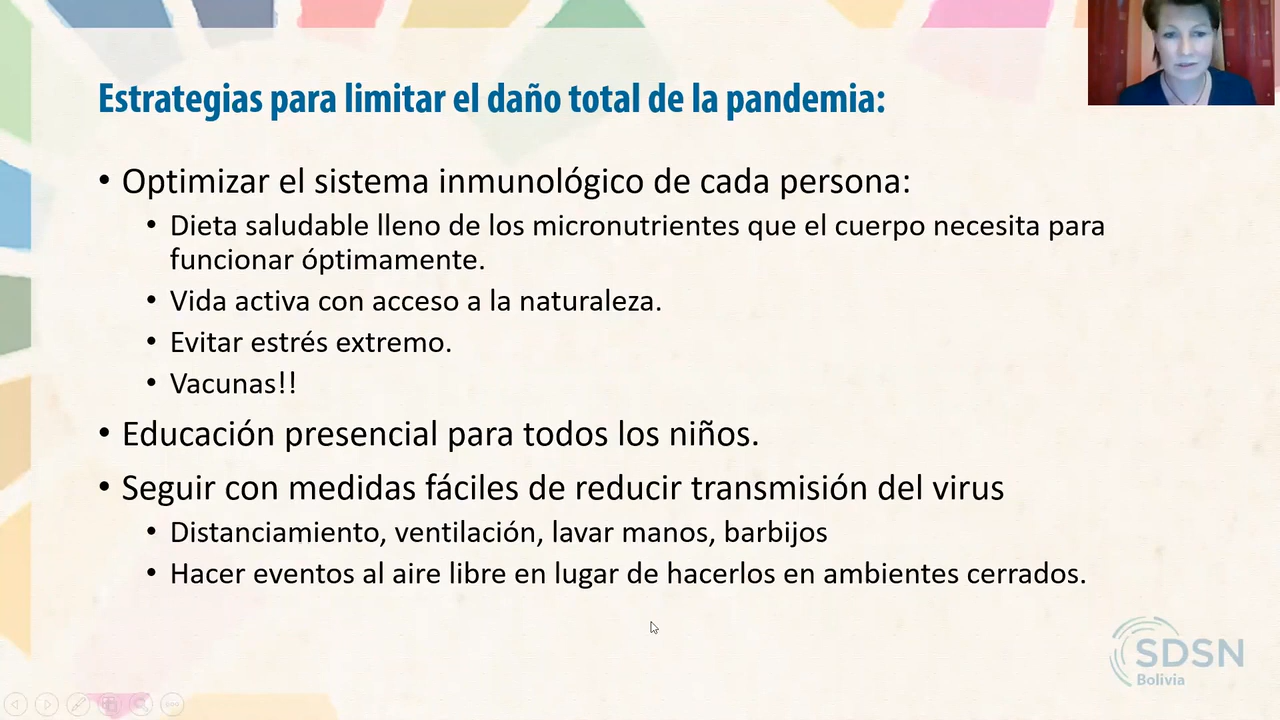 Estrategias para limitar el daño total de la pandemia:
• Optimizar el sistema inmunológico de cada persona:
• Dieta saludable lleno de los micronutrientes que el cuerpo necesita para
funcionar óptimamente.
• Vida activa con acceso a la naturaleza.
• Evitar estrés extremo.
• Vacunas!!
• Educación presencial para todos los niños.
• Seguir con medidas fáciles de reducir transmisión del virus
• Distanciamiento, ventilación, lavar manos, barbijos
• Hacer eventos al aire libre en lugar de hacerlos en ambientes cerrados.
SDSN
Bolivia